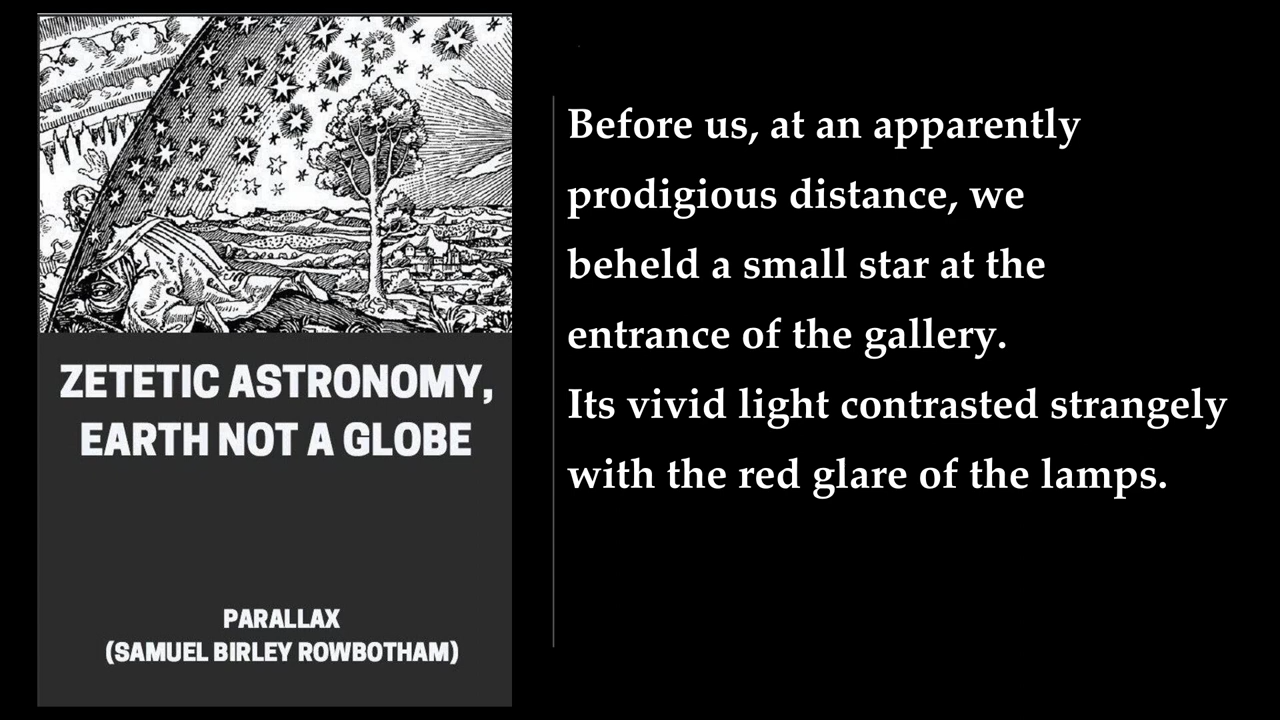 ZETETIC ASTRONOMY,
EARTH NOT A GLOBE
PARALLAX
(SAMUEL BIRLEY ROWBOTHAM)
Before us, at an apparently
prodigious distance, we
beheld a small star at the
entrance of the gallery.
Its vivid light contrasted strangely
with the red glare of the lamps.